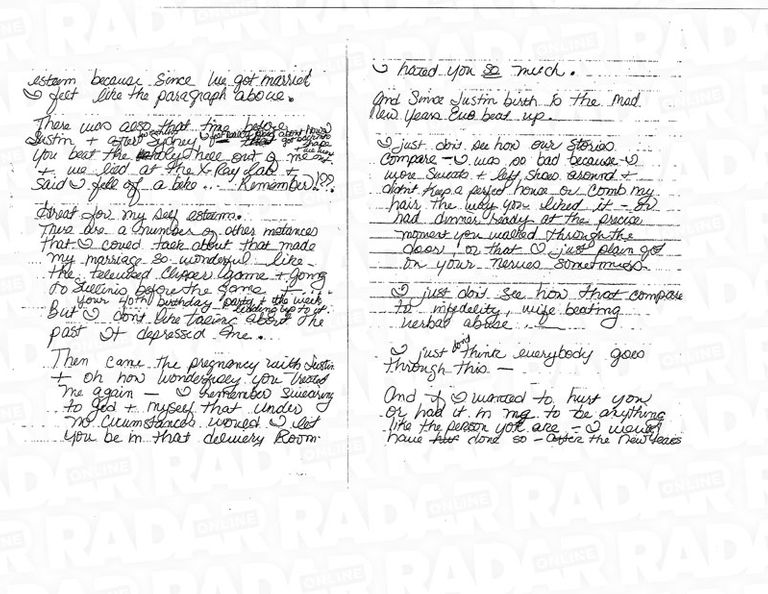 esteem because since we got married
I felt like the paragraph above.
There was also that time before
Justin + after Sydney
You beat the holy hell out of me
+ we lied at the X-Ray lab +
said I fell off a bike... Remember!??
Great for my self esteem.
There are a number of other instances
that I could talk about that made
my marriage so wonderful like -
the televised Clipper game + going
to before the game +
your 40th birthday party + the week
leading up to it.
But I don't like talking about the
past It depressed me..
Then came the pregnancy with Justin
+ oh how wonderfully you treated
me again — I remember swearing
to God + myself that under
no circumstances would I let
you be in that delivery Room.
I hated you so much.
And since Justin birth is the mad
New Years Eve beat up.
I just don't see how our stories
compare - I was so bad because I
wore sweats + left shoes around +
didn't keep a perfect house or comb my
hair the way you liked it - or
had dinner ready at the precise
moment you walked through the
door, or that I just plain got
on your nerves sometimes.
I just don't see how that compare
to infidelity, wife beating
verbal abuse
I just don't think everybody goes
through this —
And if I wanted to hurt you
or had it in me to be anything
like the person you are - I would
have done so - after the New Years
RADAR
ONLINE